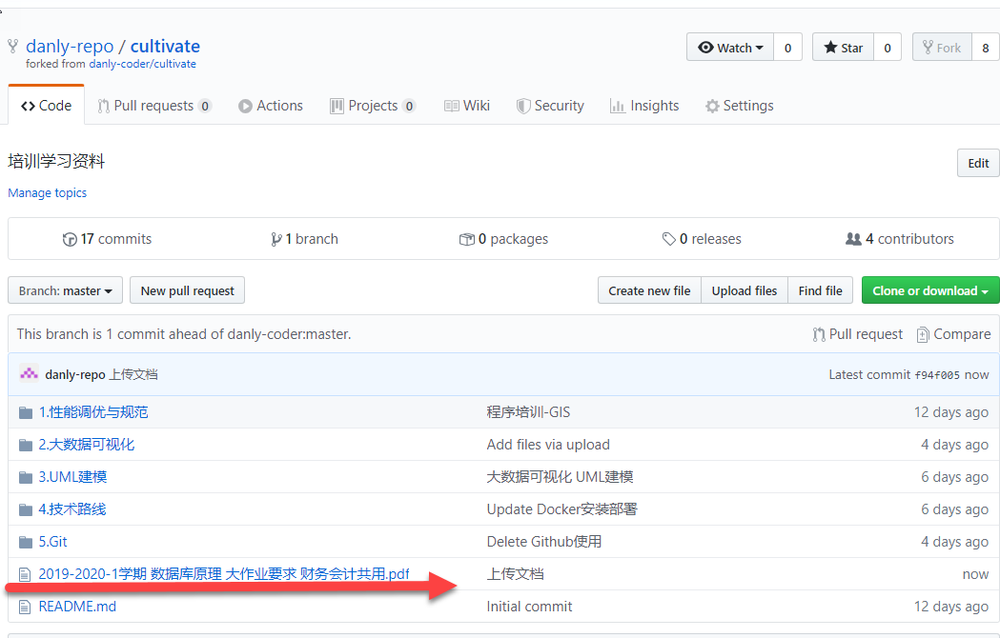 danly-repo / cultivate
forked from danly-coder/cultivate
Watch 0 Star 0 Fork 8
Code Pull requests 0 Actions Projects 0 Wiki Security Insights Settings
培训学习资料 Edit
Manage topics
17 commits 1 branch 0 packages 0 releases 4 contributors
Branch: master New pull request Create new file Upload files Find file Clone or download
This branch is 1 commit ahead of danly-coder:master. Pull request Compare
danly-repo 上传文档 Latest commit f94f005 now
1.性能调优与规范 程序培训-GIS 12 days ago
2.大数据可视化 Add files via upload 4 days ago
3.UML建模 大数据可视化 UML建模 6 days ago
4.技术路线 Update Docker安装部署 6 days ago
5.Git Delete Github使用 4 days ago
2019-2020-1学期 数据库原理 大作业要求 财务会计共用.pdf 上传文档 now
README.md Initial commit 12 days ago